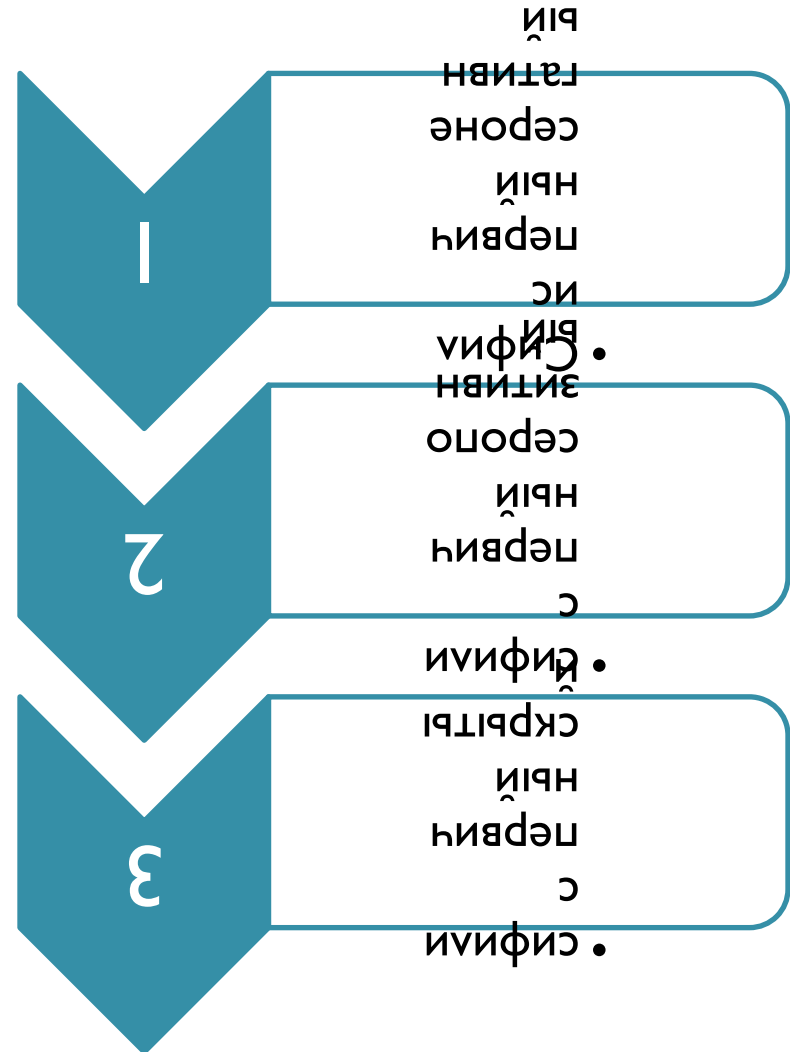 1
• Сифил
ис
первич
ный
сероне
гативн
ый
2
• сифили
с
первич
ный
серопо
зитивн
ый
3
• сифили
с
первич
ный
скрыты
й